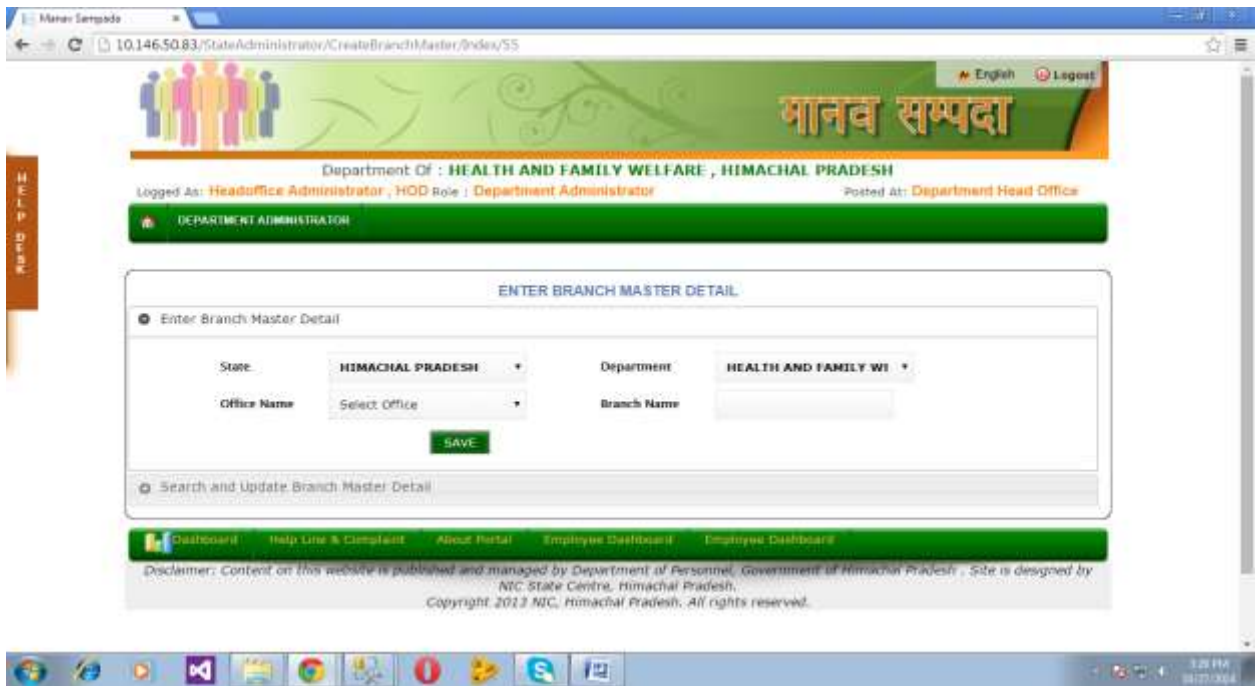 Manav Sampada
10.146.50.83/StateAdministrator/CreateBranchMaster/Index/55
English Logout
मानव सम्पदा
Department Of : HEALTH AND FAMILY WELFARE , HIMACHAL PRADESH
Logged As: Headoffice Administrator , HOD Role : Department Administrator Posted At: Department Head Office
HELP DESK
DEPARTMENT ADMINISTRATOR
ENTER BRANCH MASTER DETAIL
Enter Branch Master Detail
State HIMACHAL PRADESH Department HEALTH AND FAMILY WE
Office Name Select Office Branch Name
SAVE
Search and Update Branch Master Detail
Dashboard Help Line & Complaint About Portal Employee Dashboard Employee Dashboard
Disclaimer: Content on this website is published and managed by Department of Personnel, Government of Himachal Pradesh . Site is designed by
NIC State Centre, Himachal Pradesh.
Copyright 2013 NIC, Himachal Pradesh. All rights reserved.